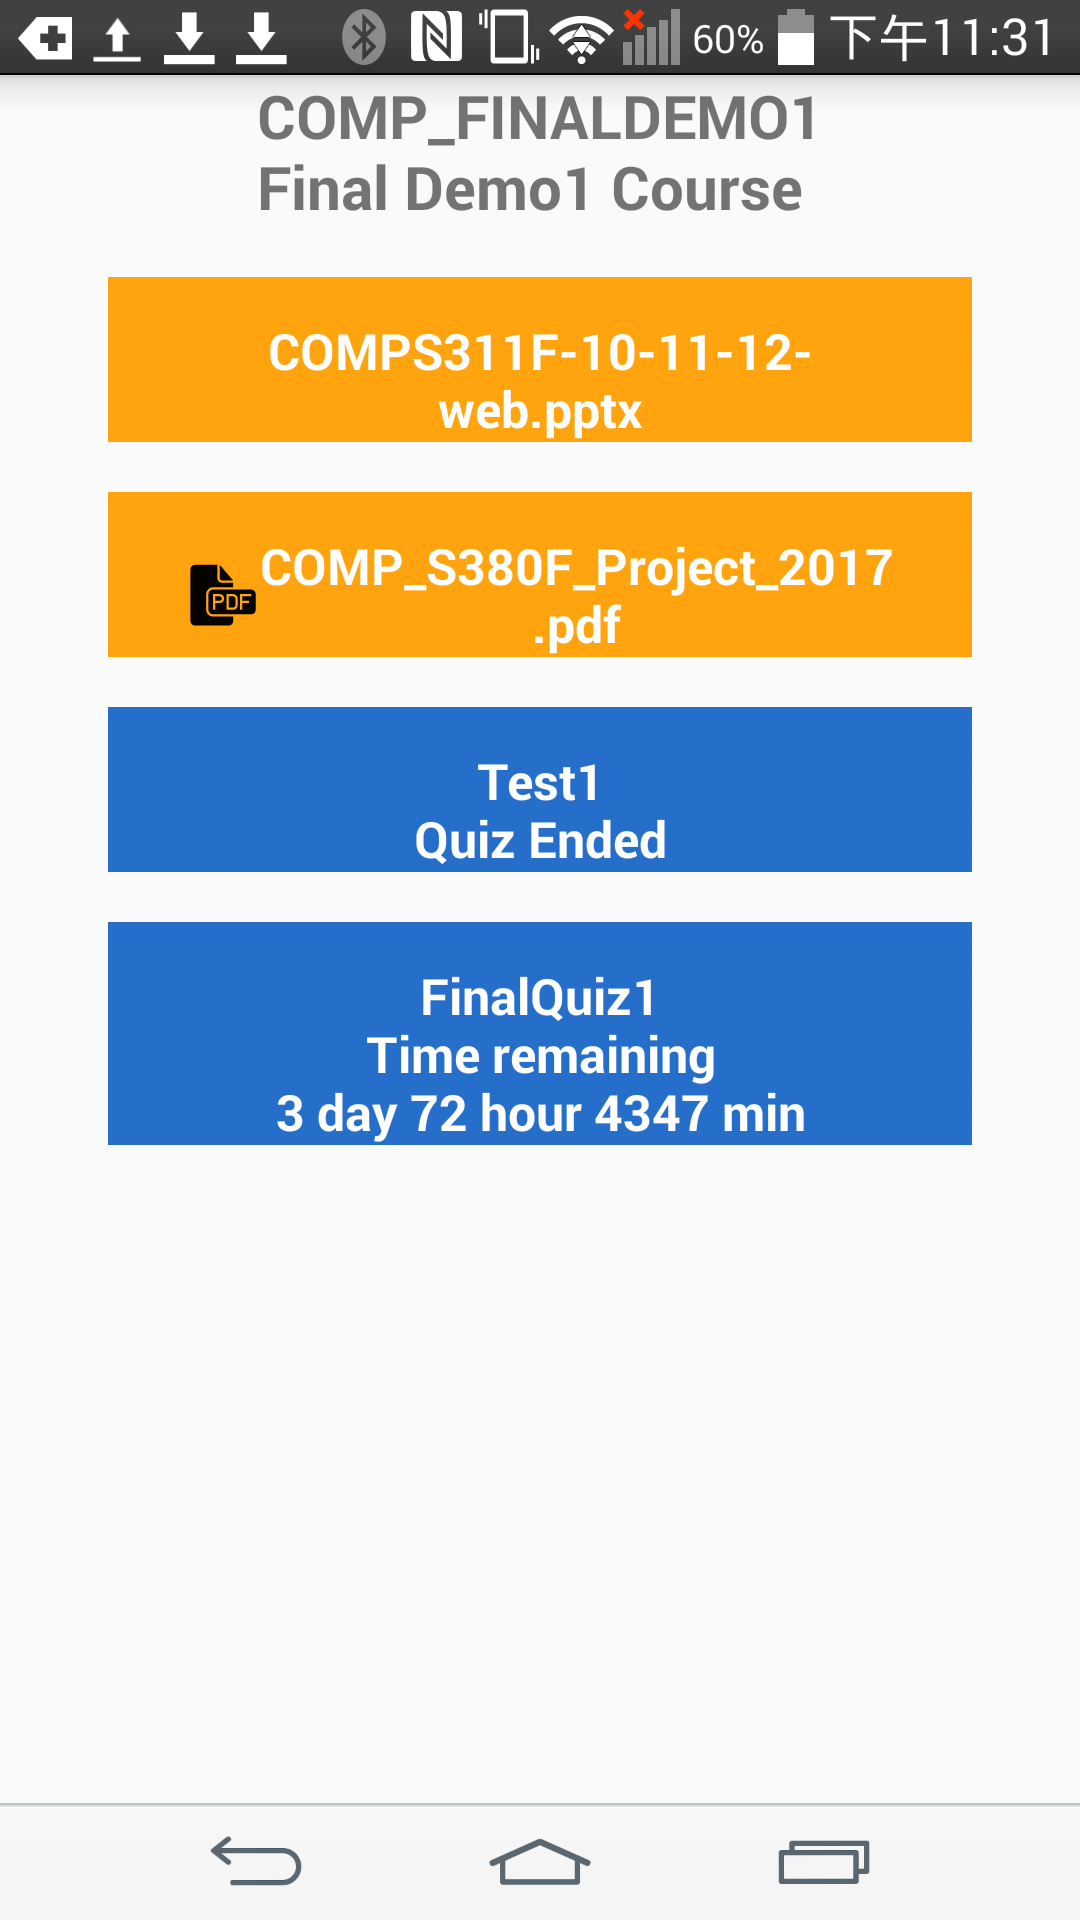 60% 下午11:31
COMP_FINALDEMO1
Final Demo1 Course
COMPS311F-10-11-12-
web.pptx
COMP_S380F_Project_2017
.pdf
PDF
Test1
Quiz Ended
FinalQuiz1
Time remaining
3 day 72 hour 4347 min